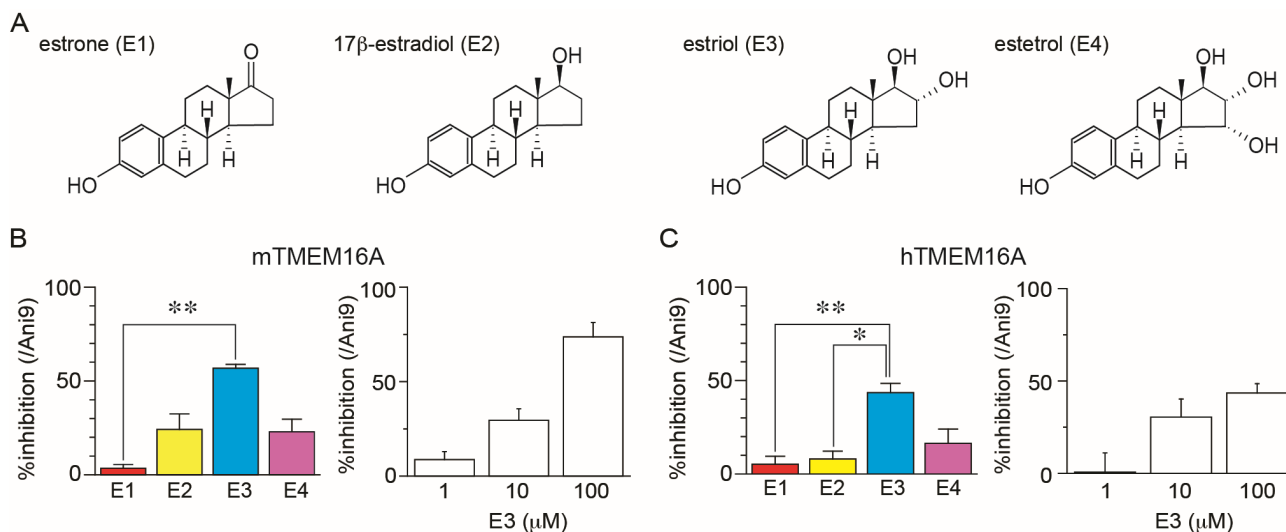 A
estrone (E1)
17β-estradiol (E2)
estriol (E3)
estetrol (E4)
O
H
H
H
HO
OH
H
H
H
HO
OH
OH
H
H
H
HO
OH
OH
OH
H
H
H
HO
B
mTMEM16A
%inhibition (/Ani9)
100
50
0
**
E1 E2 E3 E4
%inhibition (/Ani9)
100
50
0
1 10 100
E3 (μM)
C
hTMEM16A
%inhibition (/Ani9)
100
50
0
**
*
E1 E2 E3 E4
%inhibition (/Ani9)
100
50
0
1 10 100
E3 (μM)